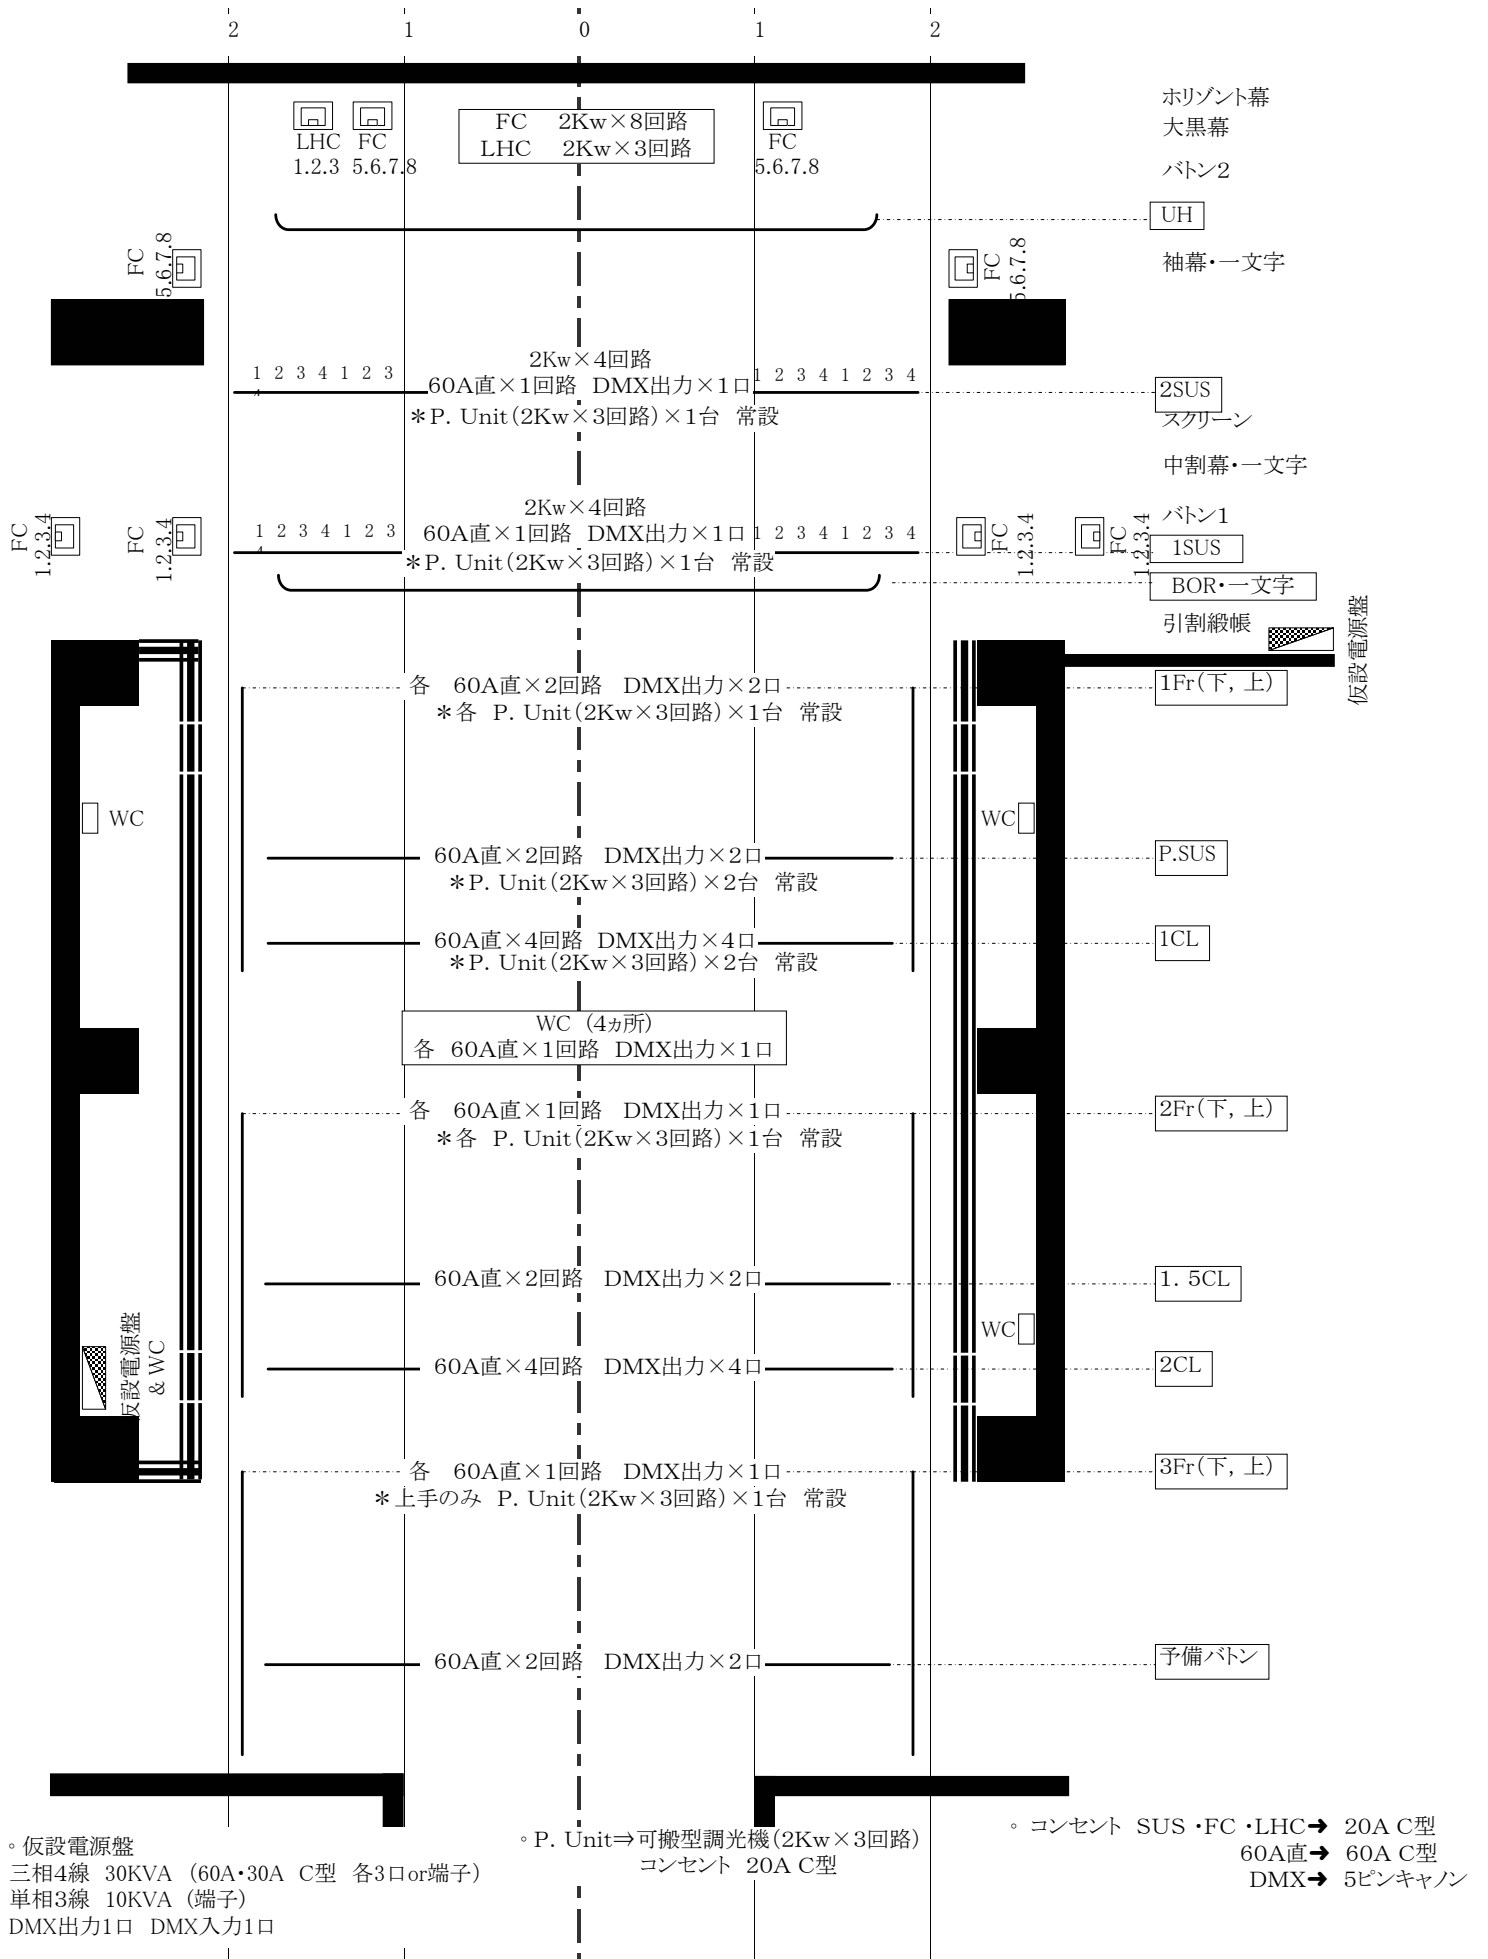 2 1 0 1 2
ホリゾント幕
大黒幕
FC 2Kw×8回路
LHC 2Kw×3回路
LHC
1.2.3
FC
5.6.7.8
FC
5.6.7.8
バトン2
UH
FC
5.6.7.8
FC
5.6.7.8
袖幕・一文字
2Kw×4回路
1 2 3 4 1 2 3
60A直×1回路 DMX出力×1口
1 2 3 4 1 2 3 4
2SUS
*P. Unit(2Kw×3回路)×1台 常設
スクリーン
中割幕・一文字
2Kw×4回路
バトン1
FC
1.2.3.4
FC
1.2.3.4
1 2 3 4 1 2 3
60A直×1回路 DMX出力×1口
1 2 3 4 1 2 3 4
FC
1.2.3.4
FC
1.2.3.4
1SUS
*P. Unit(2Kw×3回路)×1台 常設
BOR・一文字
引割緞帳
仮設電源盤
各 60A直×2回路 DMX出力×2口
1Fr(下, 上)
*各 P. Unit(2Kw×3回路)×1台 常設
WC
WC
60A直×2回路 DMX出力×2口
P.SUS
*P. Unit(2Kw×3回路)×2台 常設
60A直×4回路 DMX出力×4口
1CL
*P. Unit(2Kw×3回路)×2台 常設
WC (4ヵ所)
各 60A直×1回路 DMX出力×1口
各 60A直×1回路 DMX出力×1口
2Fr(下, 上)
*各 P. Unit(2Kw×3回路)×1台 常設
60A直×2回路 DMX出力×2口
1. 5CL
WC
仮設電源盤
& WC
60A直×4回路 DMX出力×4口
2CL
各 60A直×1回路 DMX出力×1口
3Fr(下, 上)
*上手のみ P. Unit(2Kw×3回路)×1台 常設
60A直×2回路 DMX出力×2口
予備バトン
◦仮設電源盤
三相4線 30KVA (60A・30A C型 各3口or端子)
単相3線 10KVA (端子)
DMX出力1口 DMX入力1口
◦P. Unit⇒可搬型調光機(2Kw×3回路)
コンセント 20A C型
◦ コンセント SUS ・FC ・LHC➜ 20A C型
60A直➜ 60A C型
DMX➜ 5ピンキャノン